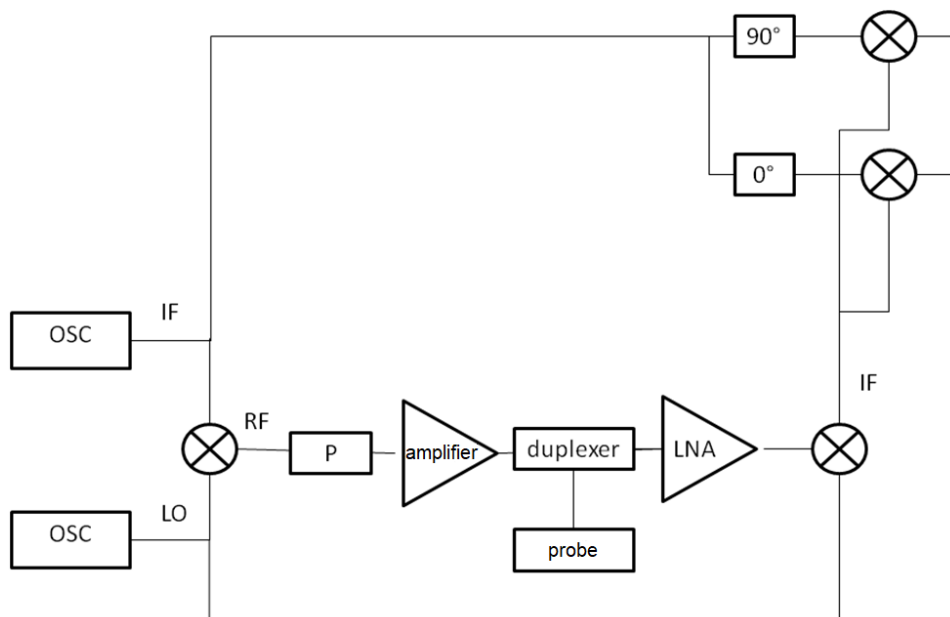 90°
0°
IF
OSC
IF
RF
P
amplifier
duplexer
LNA
LO
OSC
probe